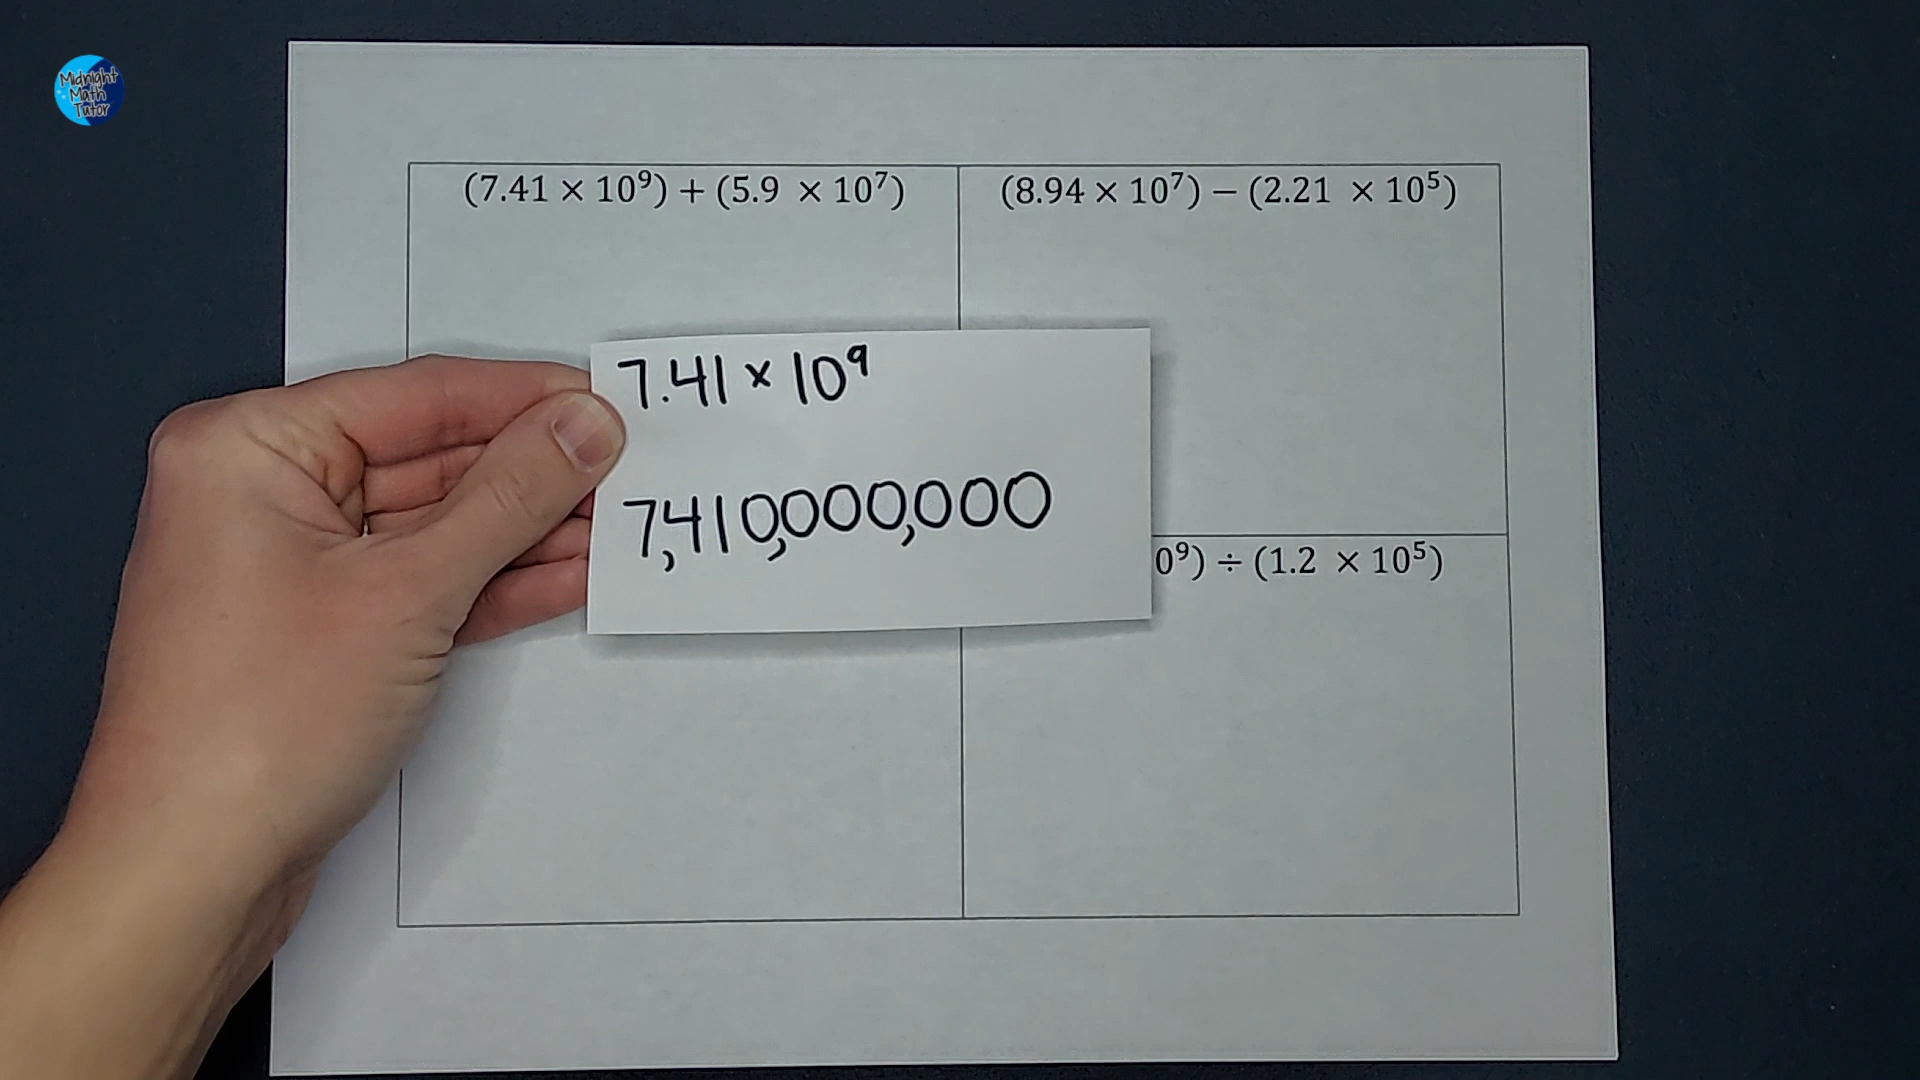 Midnight
Math
Tutor
(7.41 × 10⁹) + (5.9 × 10⁷)
(8.94 × 10⁷) − (2.21 × 10⁵)
7.41 × 10⁹
7,410,000,000
0⁹) ÷ (1.2 × 10⁵)